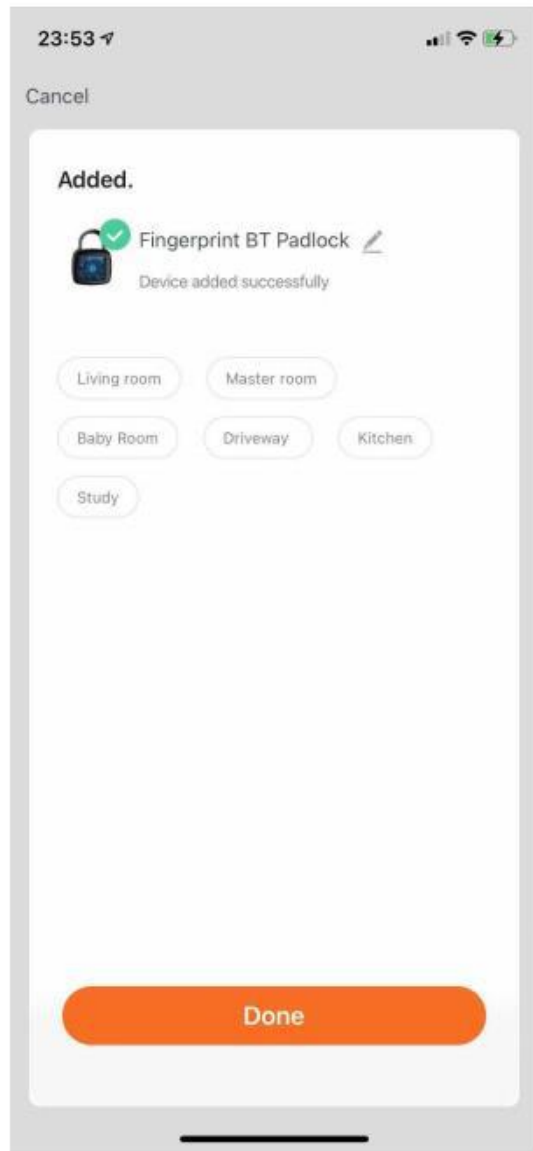 23:53
Cancel
Added.
Fingerprint BT Padlock
Device added successfully
Living room Master room
Baby Room Driveway Kitchen
Study
Done